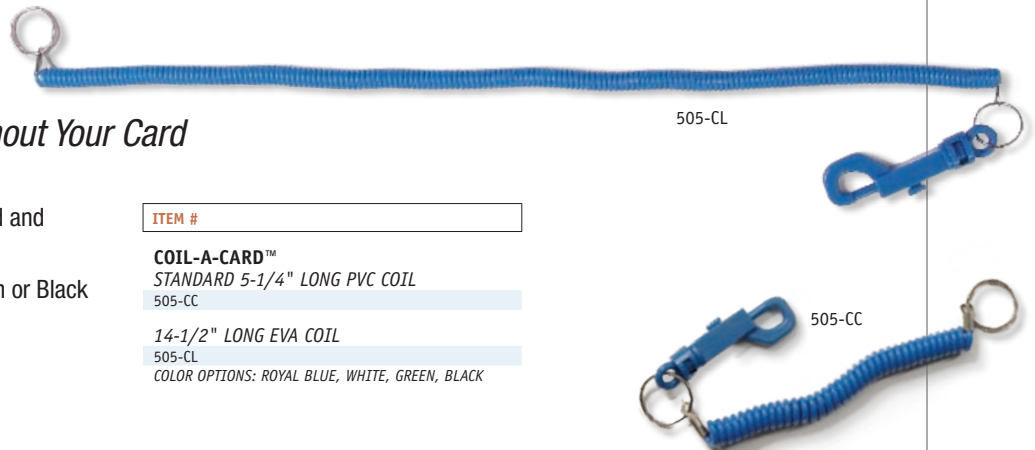 505-CL
out Your Card
d and
or Black
ITEM #
COIL-A-CARD™
STANDARD 5-1/4" LONG PVC COIL
505-CC
14-1/2" LONG EVA COIL
505-CL
COLOR OPTIONS: ROYAL BLUE, WHITE, GREEN, BLACK
505-CC